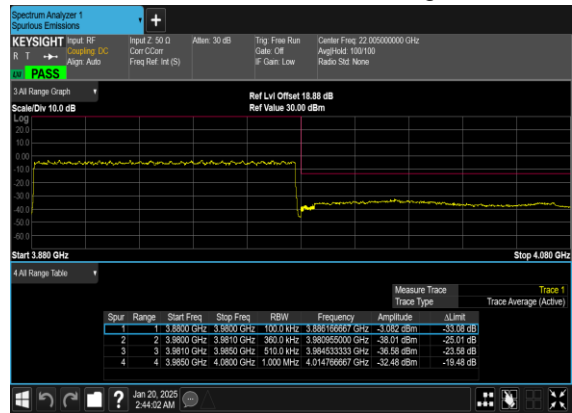 Spectrum Analyzer 1
Spurious Emissions
+
KEYSIGHT Input: RF Input Z: 50 Ω Atten: 30 dB Trig: Free Run Center Freq: 22.005000000 GHz
R T Coupling: DC Corr CCorr Gate: Off Avg|Hold: 100/100
Align: Auto Freq Ref: Int (S) IF Gain: Low Radio Std: None
PASS
3 All Range Graph
Ref Lvl Offset 18.88 dB
Scale/Div 10.0 dB Ref Value 30.00 dBm
Log
20.0
10.0
0.00
-10.0
-20.0
-30.0
-40.0
-50.0
-60.0
Start 3.880 GHz Stop 4.080 GHz
4 All Range Table
Measure Trace Trace 1
Trace Type Trace Average (Active)
Spur Range Start Freq Stop Freq RBW Frequency Amplitude ΔLimit
1 1 3.8800 GHz 3.9800 GHz 100.0 kHz 3.886166667 GHz -3.082 dBm -33.08 dB
2 2 3.9800 GHz 3.9810 GHz 360.0 kHz 3.980955000 GHz -38.01 dBm -25.01 dB
3 3 3.9810 GHz 3.9850 GHz 510.0 kHz 3.984533333 GHz -36.58 dBm -23.58 dB
4 4 3.9850 GHz 4.0800 GHz 1.000 MHz 4.014766667 GHz -32.48 dBm -19.48 dB
? Jan 20, 2025
2:44:02 AM